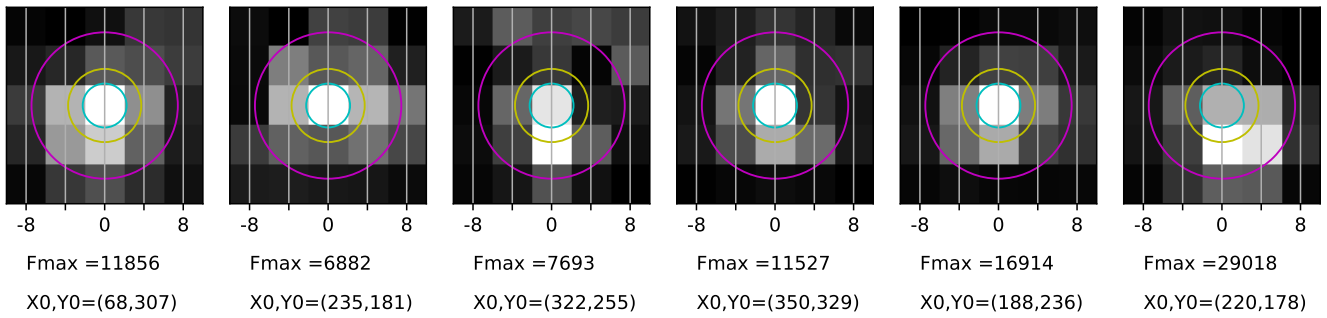 -8 0 8 -8 0 8 -8 0 8 -8 0 8 -8 0 8 -8 0 8
Fmax =11856 Fmax =6882 Fmax =7693 Fmax =11527 Fmax =16914 Fmax =29018
X0,Y0=(68,307) X0,Y0=(235,181) X0,Y0=(322,255) X0,Y0=(350,329) X0,Y0=(188,236) X0,Y0=(220,178)